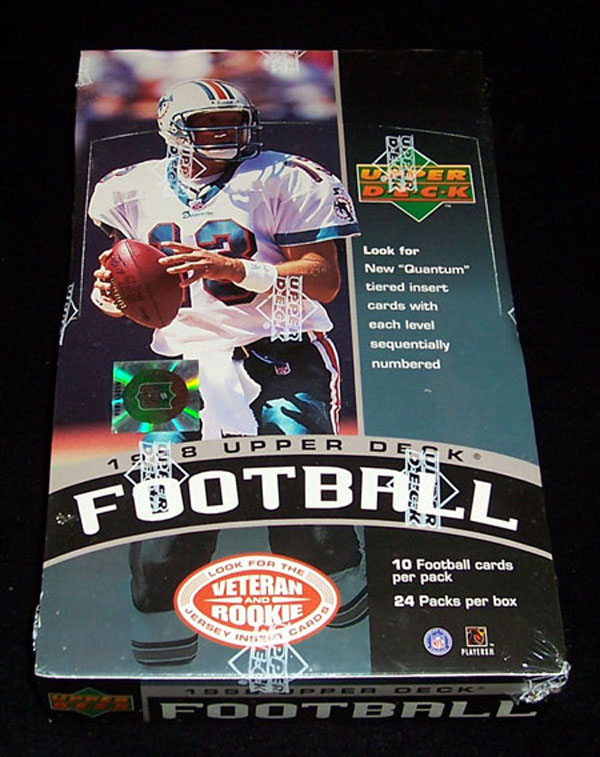 UPPER
DECK
Look for
New "Quantum"
tiered insert
cards with
each level
sequentially
numbered
13
1998 UPPER DECK®
FOOTBALL
LOOK FOR THE
VETERAN
AND
ROOKIE
JERSEY INSERT CARDS
10 Football cards
per pack
24 Packs per box
PLAYERS INC
UPPER
DECK
1998 UPPER DECK
FOOTBALL